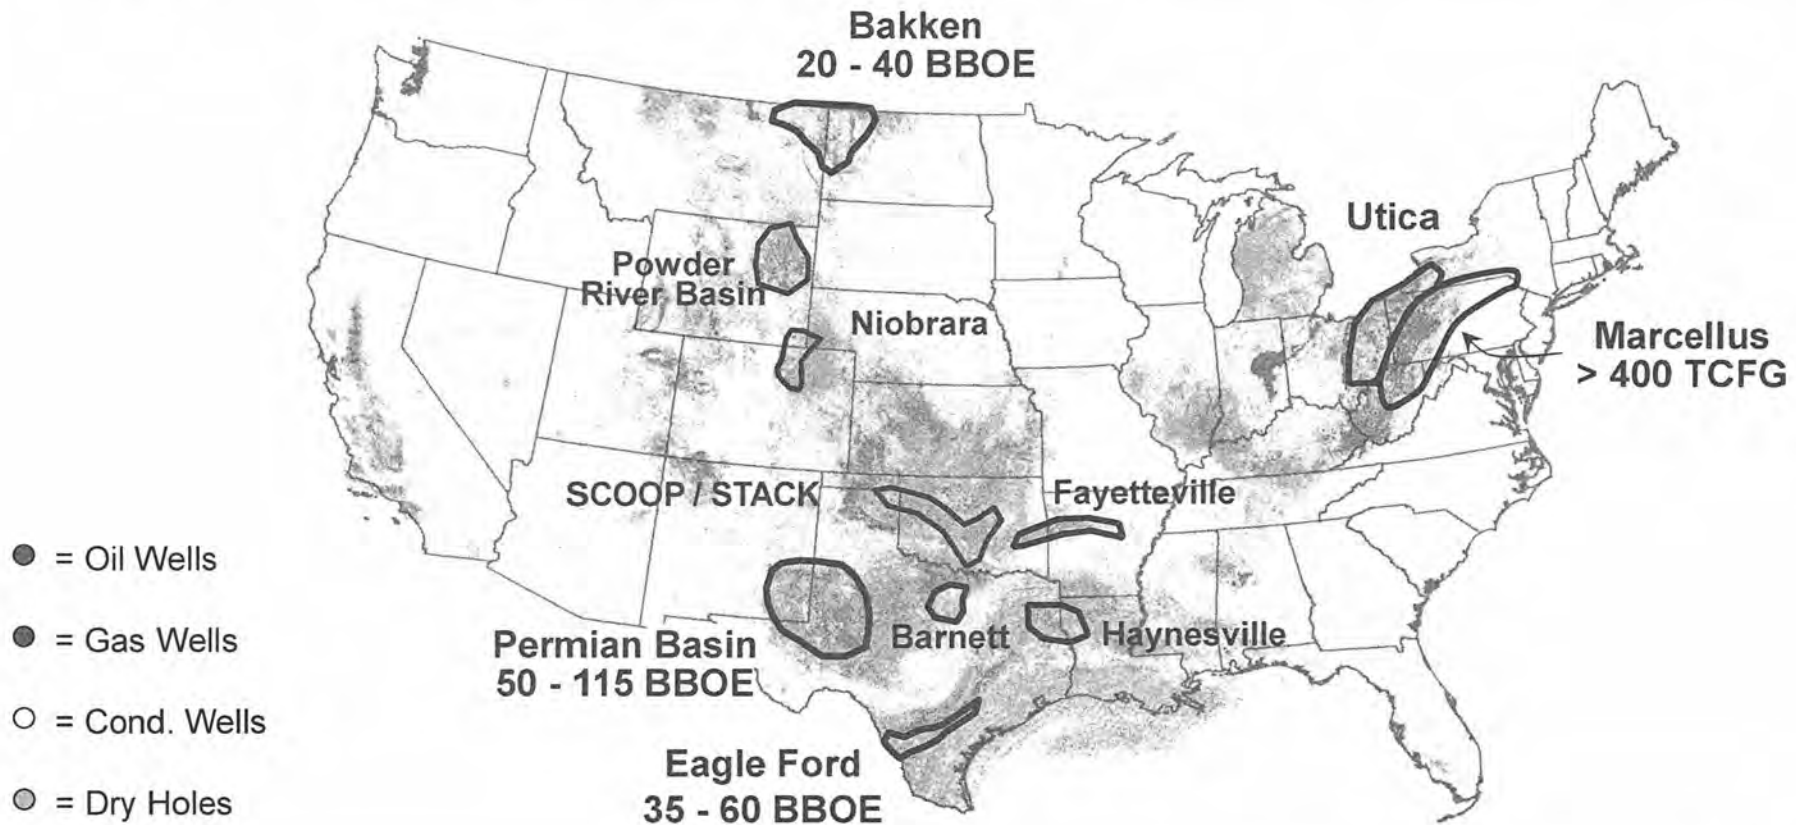 Bakken
20 - 40 BBOE
Utica
Powder
River Basin
Niobrara
Marcellus
> 400 TCFG
SCOOP / STACK
Fayetteville
= Oil Wells
= Gas Wells
= Cond. Wells
= Dry Holes
Permian Basin
50 - 115 BBOE
Barnett
Haynesville
Eagle Ford
35 - 60 BBOE